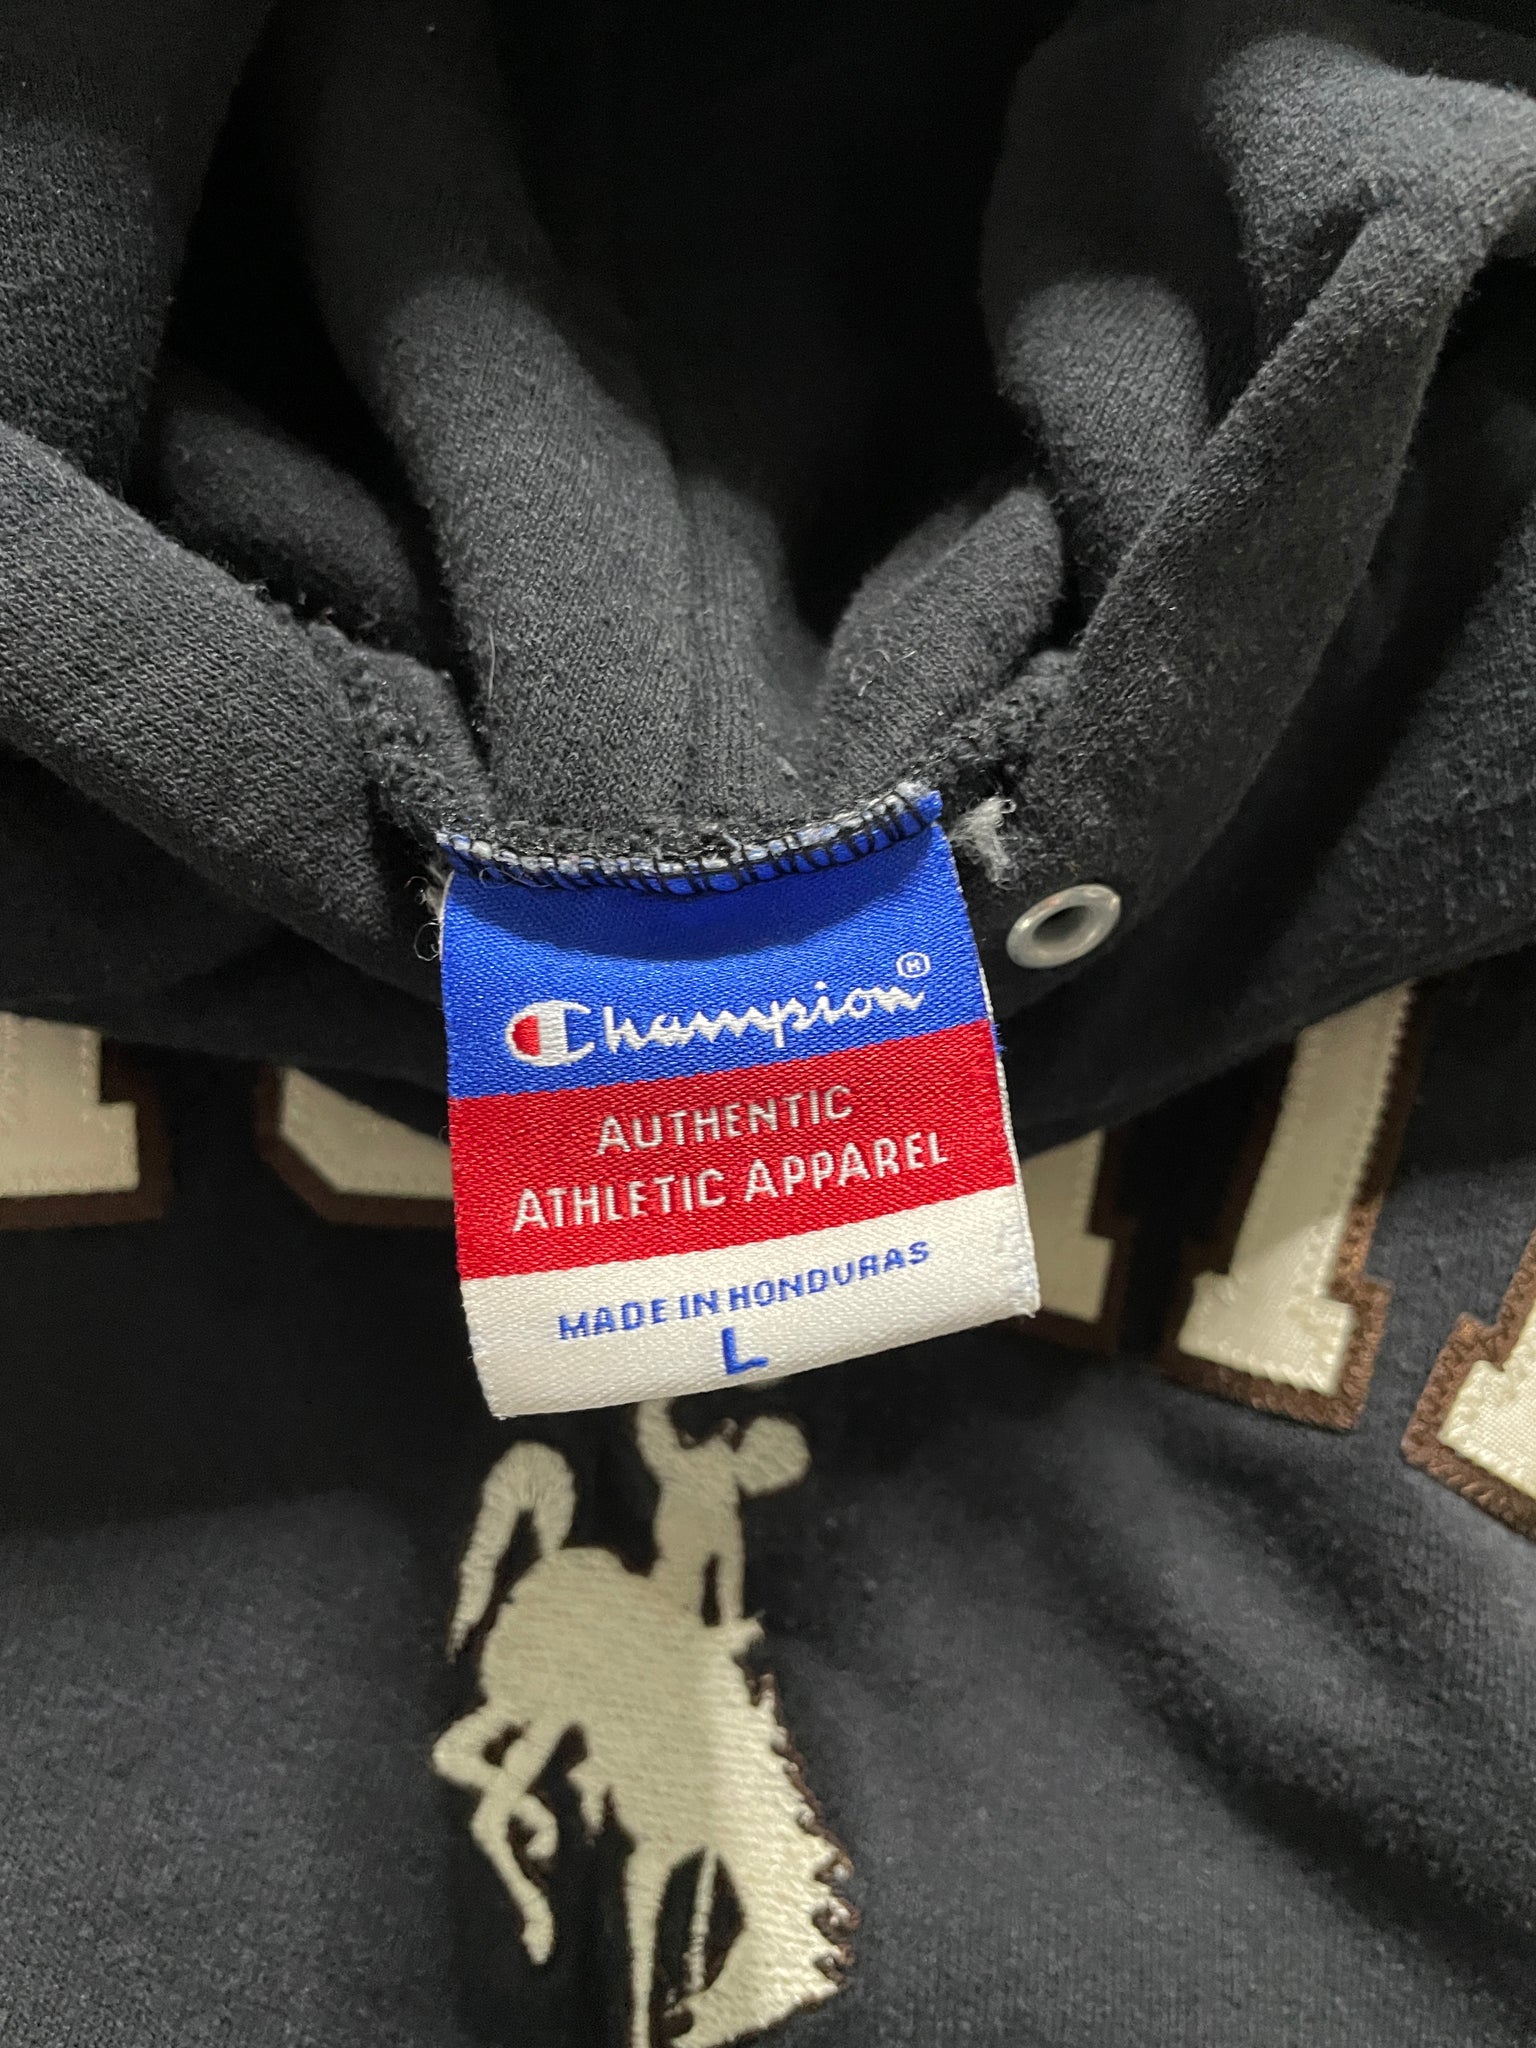 Champion®
AUTHENTIC
ATHLETIC APPAREL
MADE IN HONDURAS
L